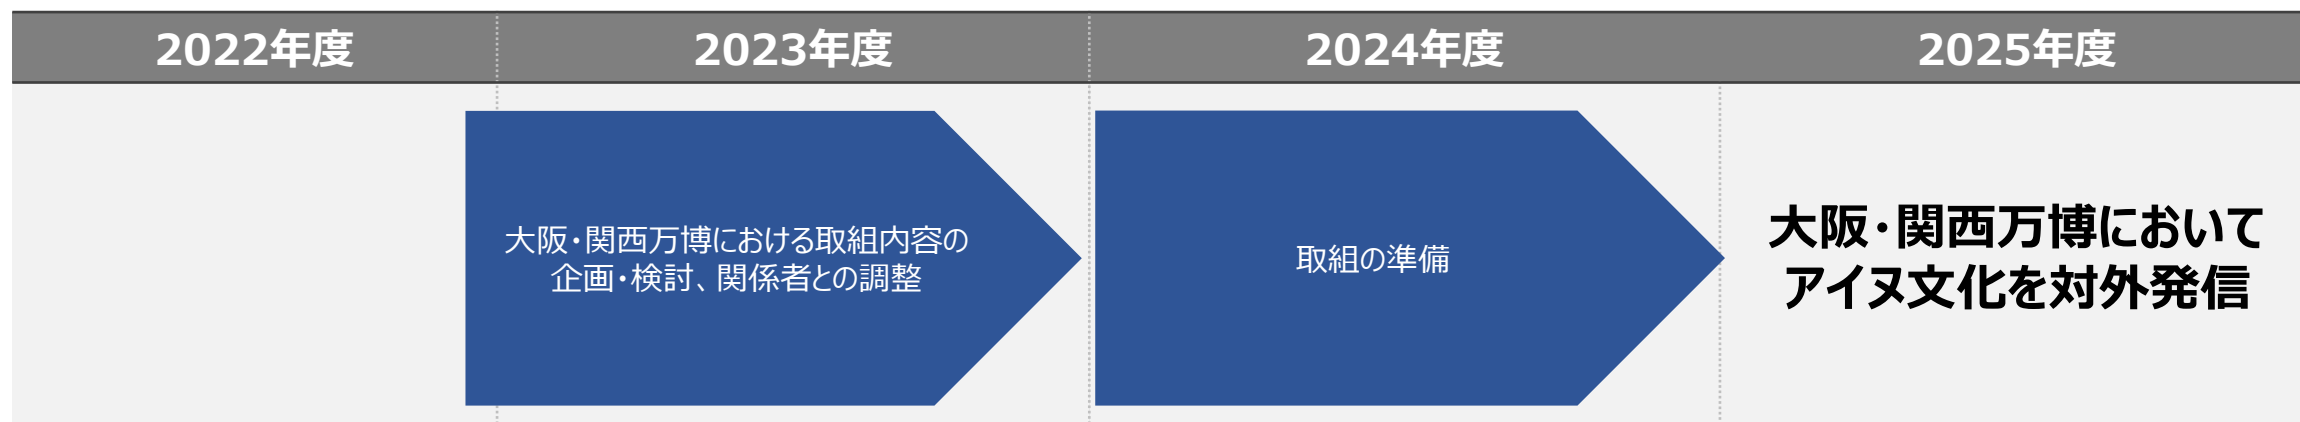 2022年度 2023年度 2024年度 2025年度
大阪・関西万博における取組内容の
企画・検討、関係者との調整
取組の準備
大阪・関西万博において
アイヌ文化を対外発信